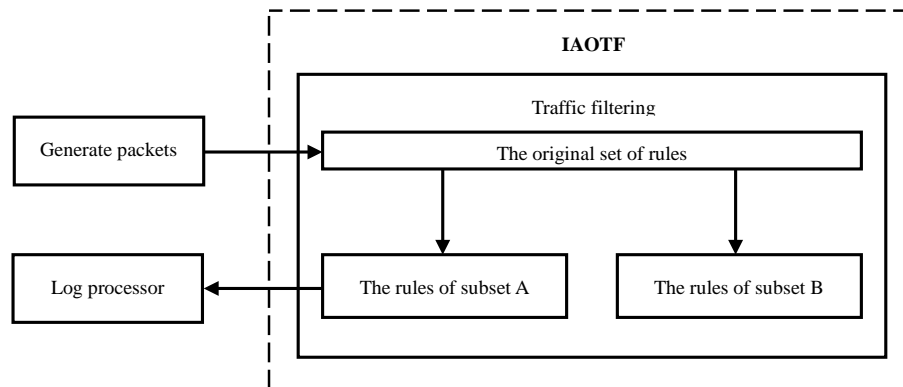 IAOTF
Traffic filtering
Generate packets
The original set of rules
Log processor
The rules of subset A
The rules of subset B